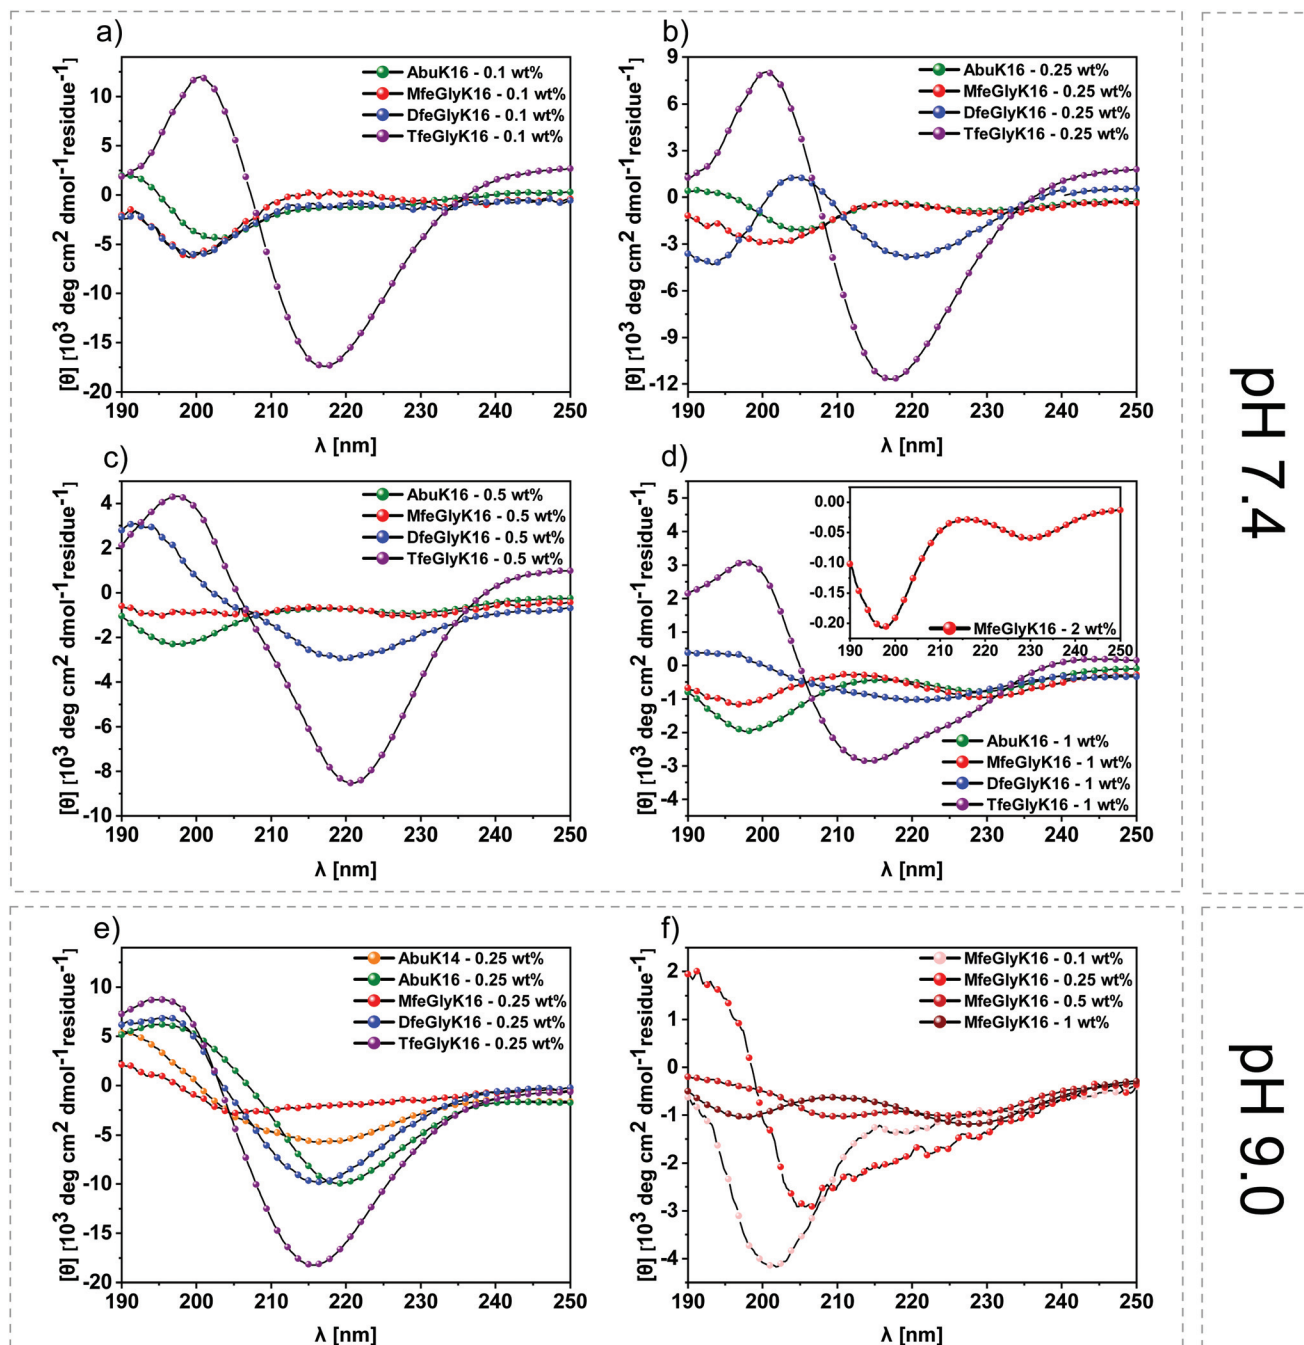 a)
AbuK16 - 0.1 wt%
MfeGlyK16 - 0.1 wt%
DfeGlyK16 - 0.1 wt%
TfeGlyK16 - 0.1 wt%
10
5
0
-5
-10
-15
-20
190 200 210 220 230 240 250
[θ] [10³ deg cm2 dmol⁻¹residue⁻¹]
λ [nm]
b)
AbuK16 - 0.25 wt%
MfeGlyK16 - 0.25 wt%
DfeGlyK16 - 0.25 wt%
TfeGlyK16 - 0.25 wt%
9
6
3
0
-3
-6
-9
-12
190 200 210 220 230 240 250
[θ] [10³ deg cm2 dmol⁻¹residue⁻¹]
λ [nm]
c)
AbuK16 - 0.5 wt%
MfeGlyK16 - 0.5 wt%
DfeGlyK16 - 0.5 wt%
TfeGlyK16 - 0.5 wt%
4
2
0
-2
-4
-6
-8
-10
190 200 210 220 230 240 250
[θ] [10³ deg cm2 dmol⁻¹residue⁻¹]
λ [nm]
d)
5
4
3
2
1
0
-1
-2
-3
-4
0.00
-0.05
-0.10
-0.15
-0.20
MfeGlyK16 - 2 wt%
190 200 210 220 230 240 250
AbuK16 - 1 wt%
MfeGlyK16 - 1 wt%
DfeGlyK16 - 1 wt%
TfeGlyK16 - 1 wt%
190 200 210 220 230 240 250
[θ] [10³ deg cm2 dmol⁻¹residue⁻¹]
λ [nm]
pH 7.4
e)
AbuK14 - 0.25 wt%
AbuK16 - 0.25 wt%
MfeGlyK16 - 0.25 wt%
DfeGlyK16 - 0.25 wt%
TfeGlyK16 - 0.25 wt%
10
5
0
-5
-10
-15
-20
190 200 210 220 230 240 250
[θ] [10³ deg cm2 dmol⁻¹residue⁻¹]
λ [nm]
f)
MfeGlyK16 - 0.1 wt%
MfeGlyK16 - 0.25 wt%
MfeGlyK16 - 0.5 wt%
MfeGlyK16 - 1 wt%
2
1
0
-1
-2
-3
-4
190 200 210 220 230 240 250
[θ] [10³ deg cm2 dmol⁻¹residue⁻¹]
λ [nm]
pH 9.0